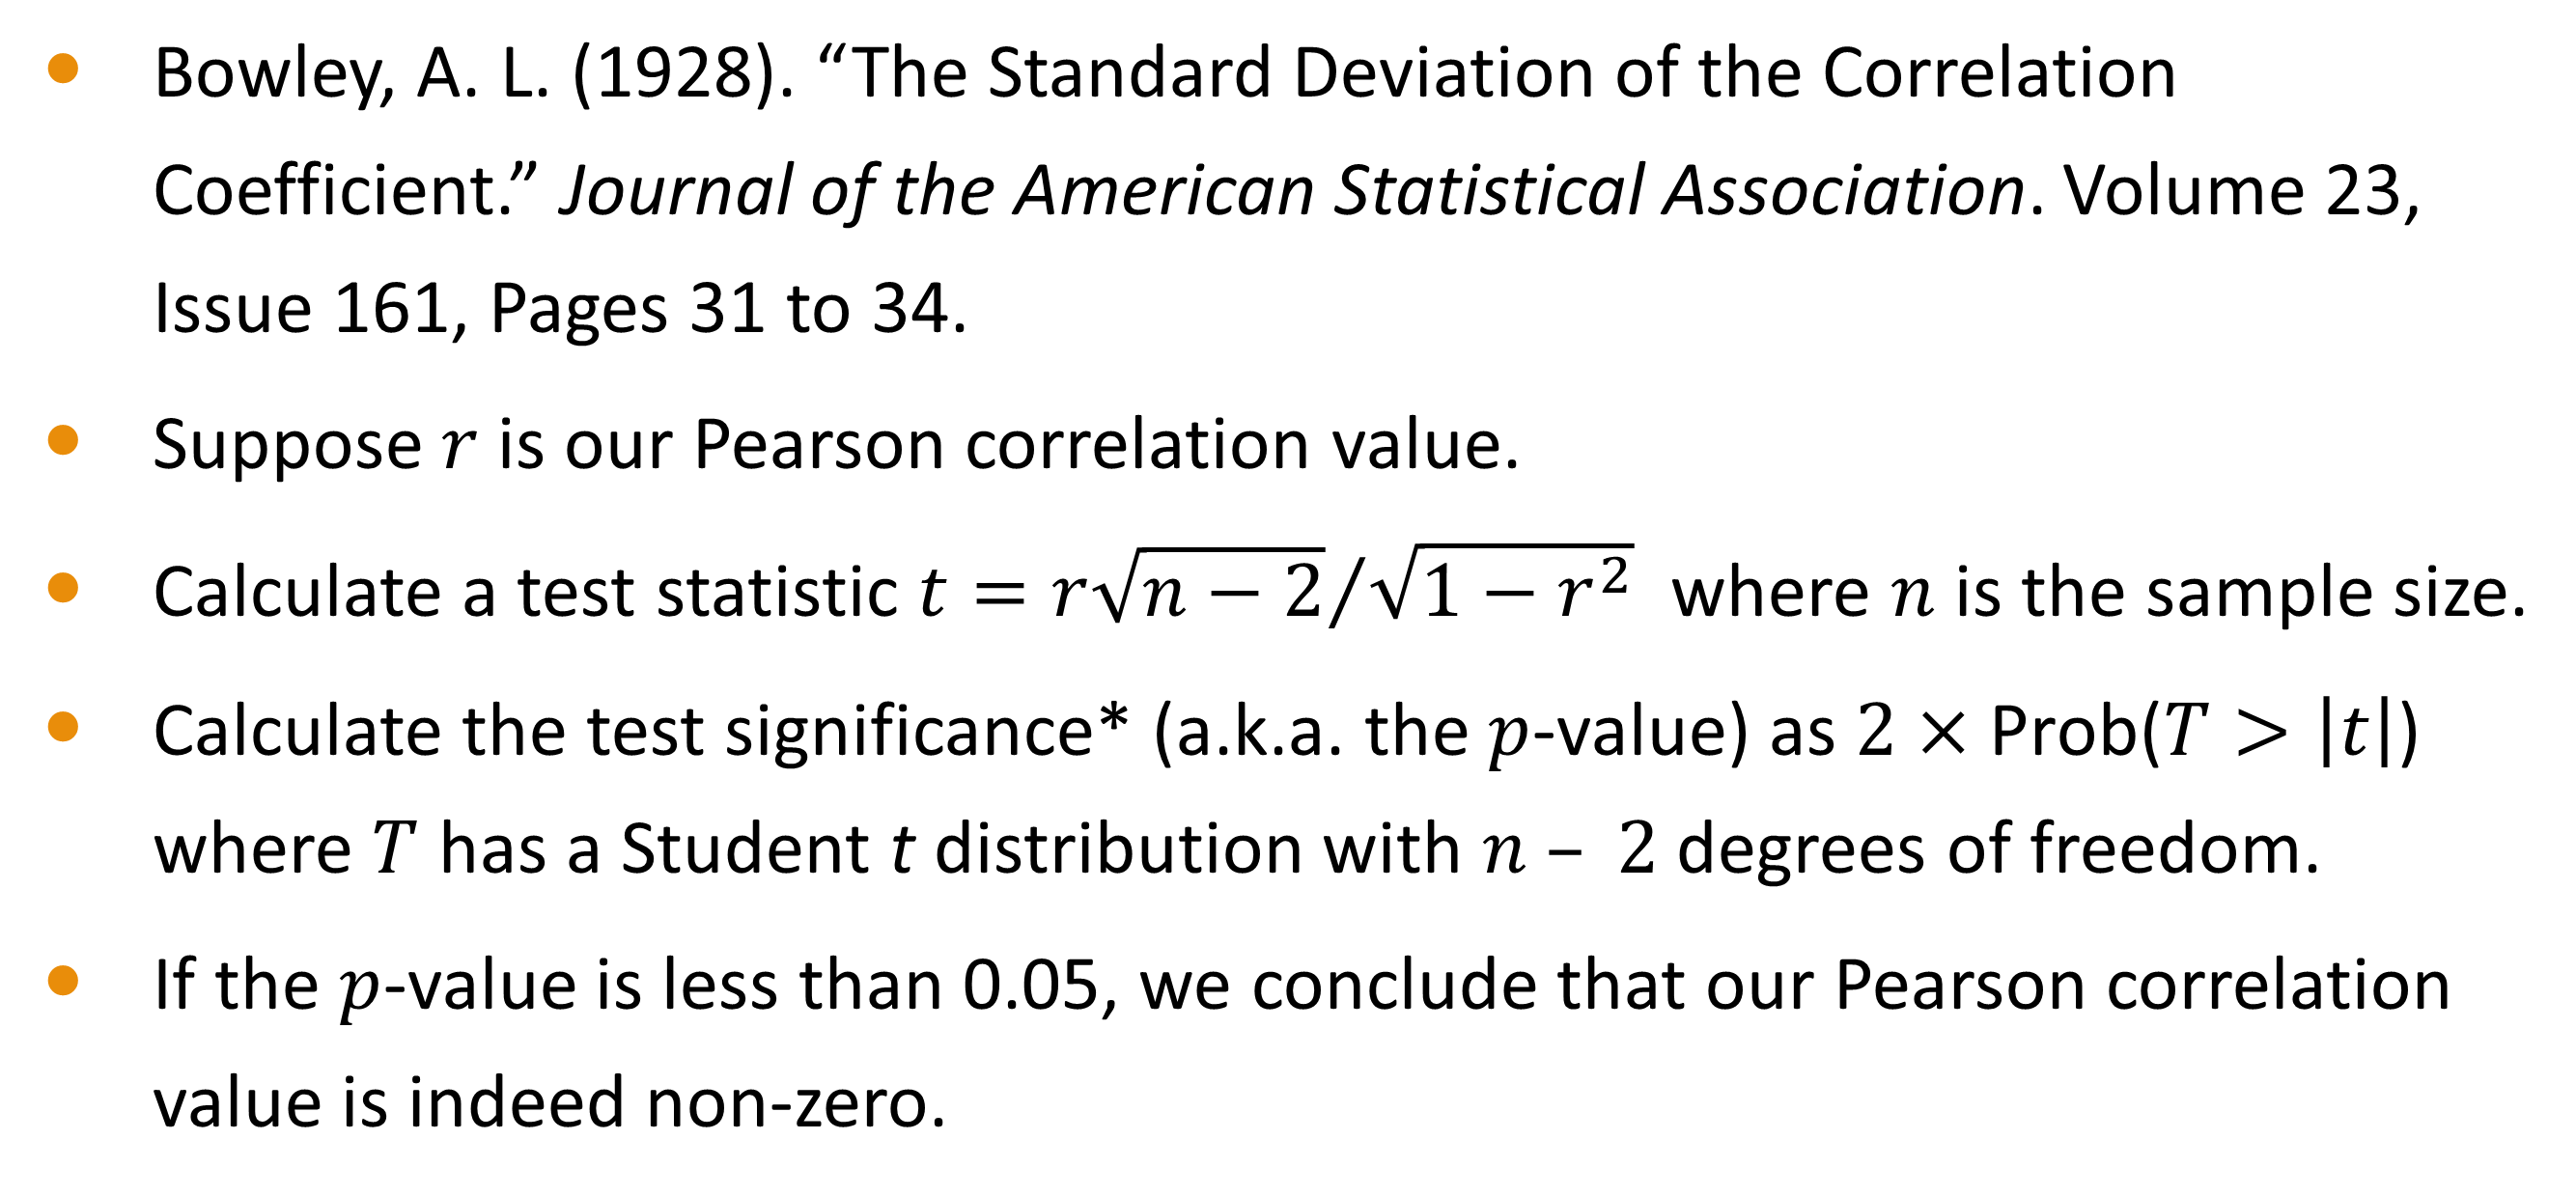 • Bowley, A. L. (1928). “The Standard Deviation of the Correlation
Coefficient.” Journal of the American Statistical Association. Volume 23,
Issue 161, Pages 31 to 34.
• Suppose r is our Pearson correlation value.
• Calculate a test statistic t = r√(n − 2)/√(1 − r²) where n is the sample size.
• Calculate the test significance* (a.k.a. the p-value) as 2 × Prob(T > |t|)
where T has a Student t distribution with n – 2 degrees of freedom.
• If the p-value is less than 0.05, we conclude that our Pearson correlation
value is indeed non-zero.